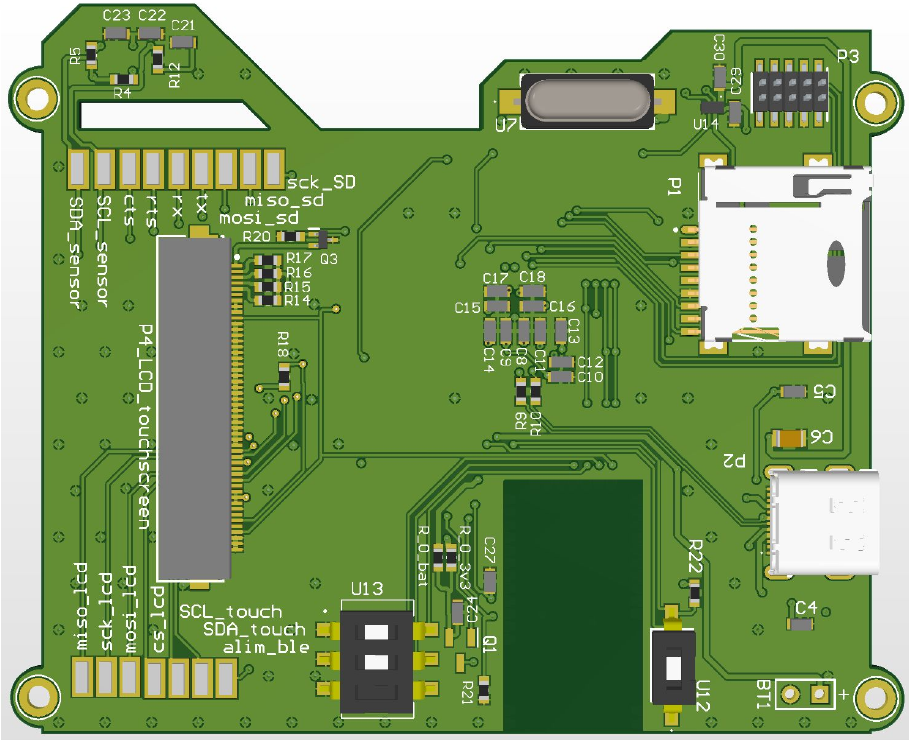 C23
C22
C21
R5
R4
R12
C30
C29
P3
U7
U14
P1
sck_SD
miso_sd
mosi_sd
SDA_sensor
SCL_sensor
cts
rts
rx
tx
R20
Q3
R17
R16
R15
R14
R18
P4_LCD_touchscreen
C17
C18
C15
C16
C14
C9
C8
C11
C13
C12
C10
R9
R10
C5
C6
P2
R_0_bat
R_0_3v3
C27
C24
Q1
R21
R22
C4
U13
SCL_touch
SDA_touch
alim_ble
miso_lcd
sck_lcd
mosi_lcd
cs_lcd
U12
BT1
+